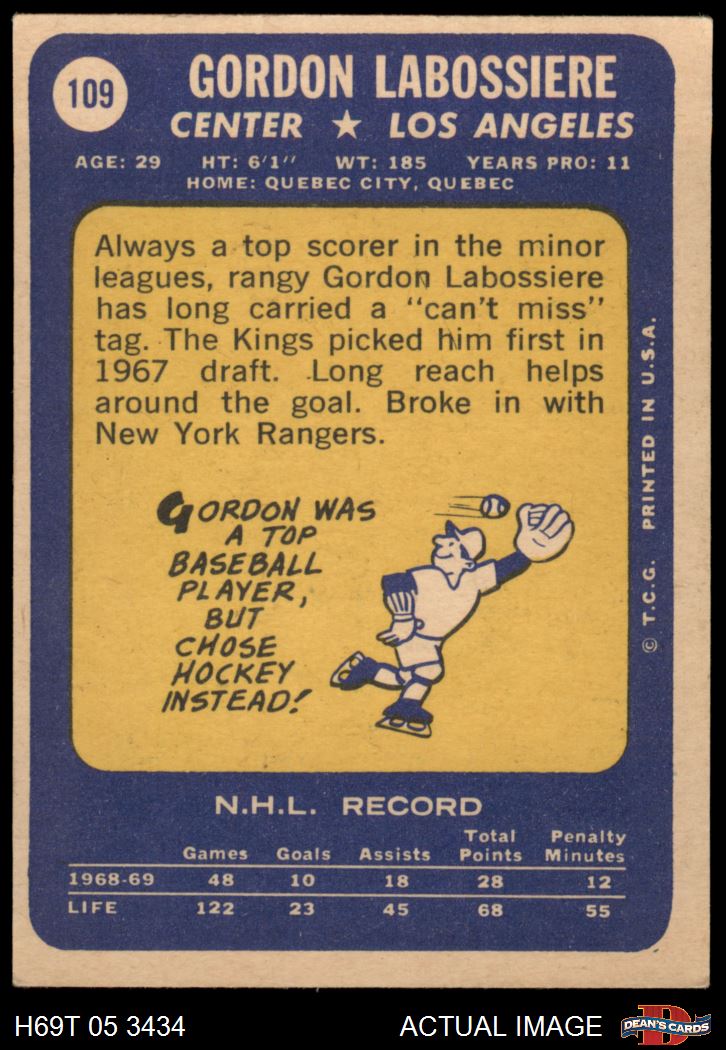 109
GORDON LABOSSIERE
CENTER ★ LOS ANGELES
AGE: 29 HT: 6'1" WT: 185 YEARS PRO: 11
HOME: QUEBEC CITY, QUEBEC
Always a top scorer in the minor
leagues, rangy Gordon Labossiere
has long carried a "can't miss"
tag. The Kings picked him first in
1967 draft. Long reach helps
around the goal. Broke in with
New York Rangers.
GORDON WAS
A TOP
BASEBALL
PLAYER,
BUT
CHOSE
HOCKEY
INSTEAD!
© T.C.G. PRINTED IN U.S.A.
N.H.L. RECORD
Games Goals Assists Total Points Penalty Minutes
1968-69 48 10 18 28 12
LIFE 122 23 45 68 55
H69T 05 3434 ACTUAL IMAGE
D
DEAN'S CARDS